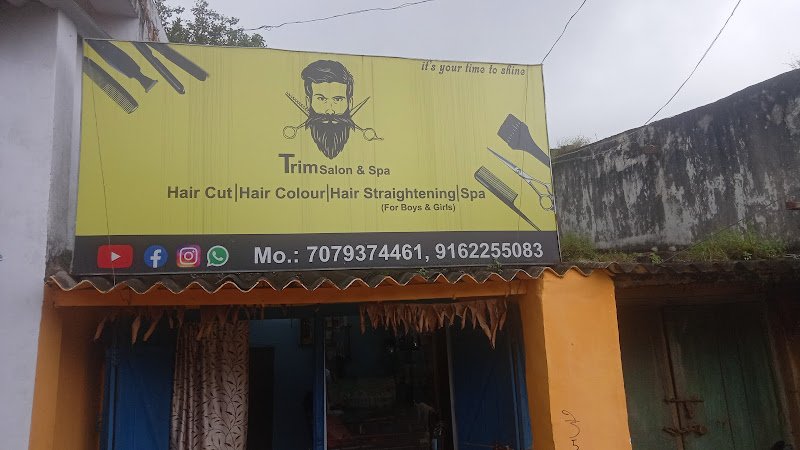 it's your time to shine
Trim Salon & Spa
Hair Cut|Hair Colour|Hair Straightening|Spa
(For Boys & Girls)
Mo.: 7079374461, 9162255083